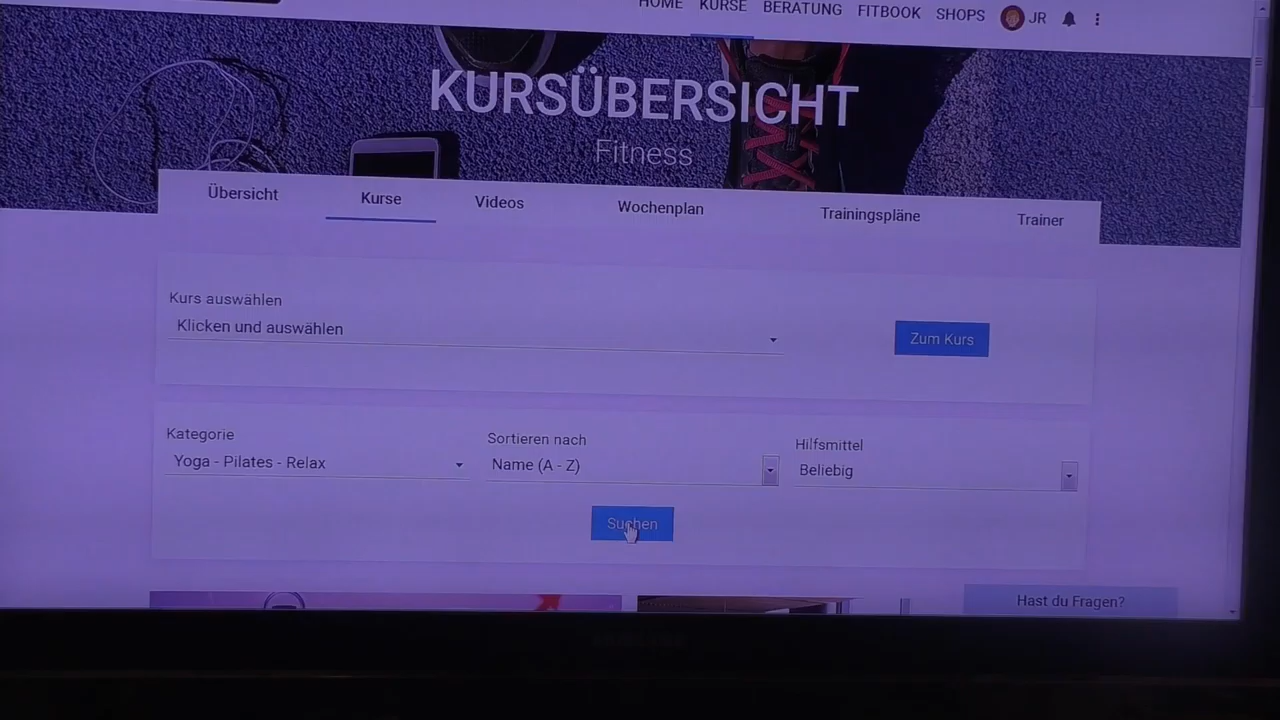 HOME KURSE BERATUNG FITBOOK SHOPS JR
KURSÜBERSICHT
Fitness
Übersicht Kurse Videos Wochenplan Trainingspläne Trainer
Kurs auswählen
Klicken und auswählen
Zum Kurs
Kategorie Sortieren nach Hilfsmittel
Yoga - Pilates - Relax Name (A - Z) Beliebig
Suchen
Hast du Fragen?
SAMSUNG